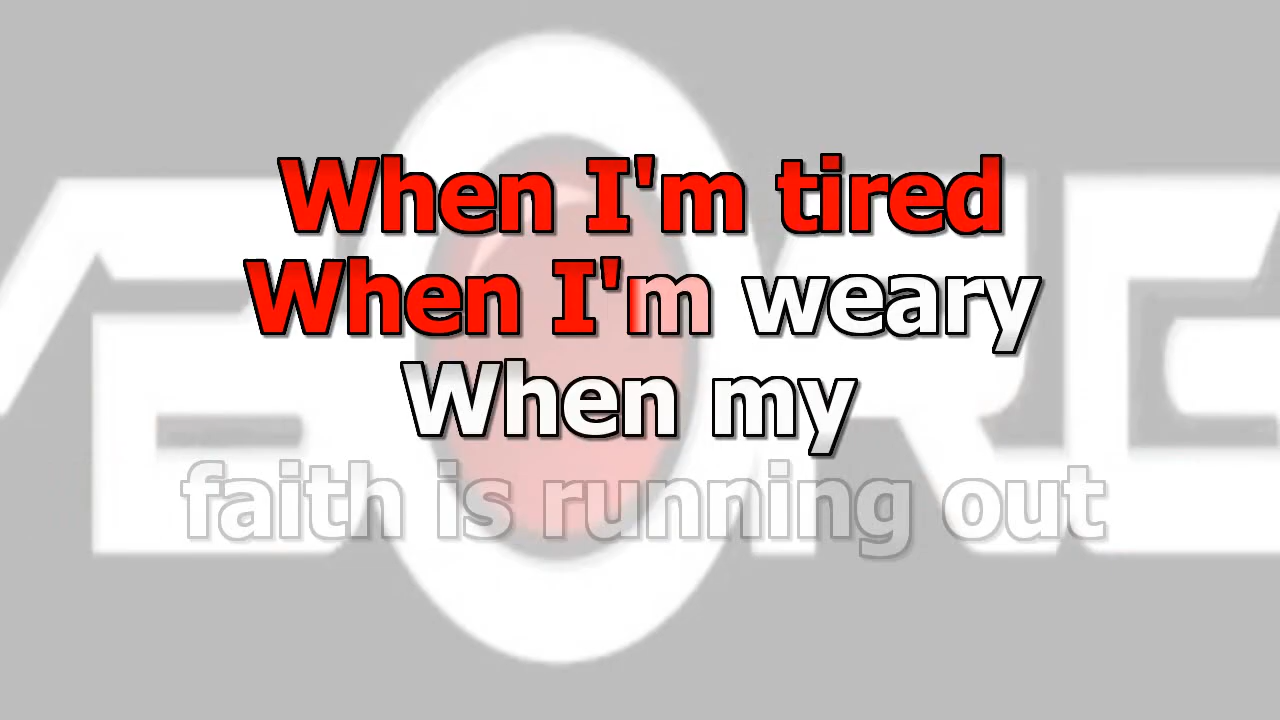 When I'm tired
When I'm weary
When my
faith is running out